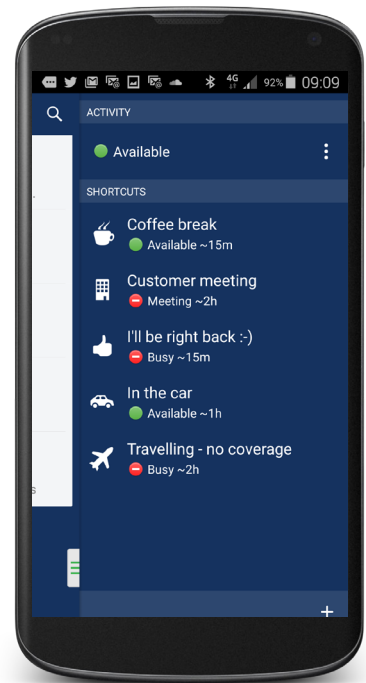 4G 92% 09:09
ACTIVITY
Available
SHORTCUTS
Coffee break
Available ~15m
Customer meeting
Meeting ~2h
I'll be right back :-)
Busy ~15m
In the car
Available ~1h
Travelling - no coverage
Busy ~2h
s
+